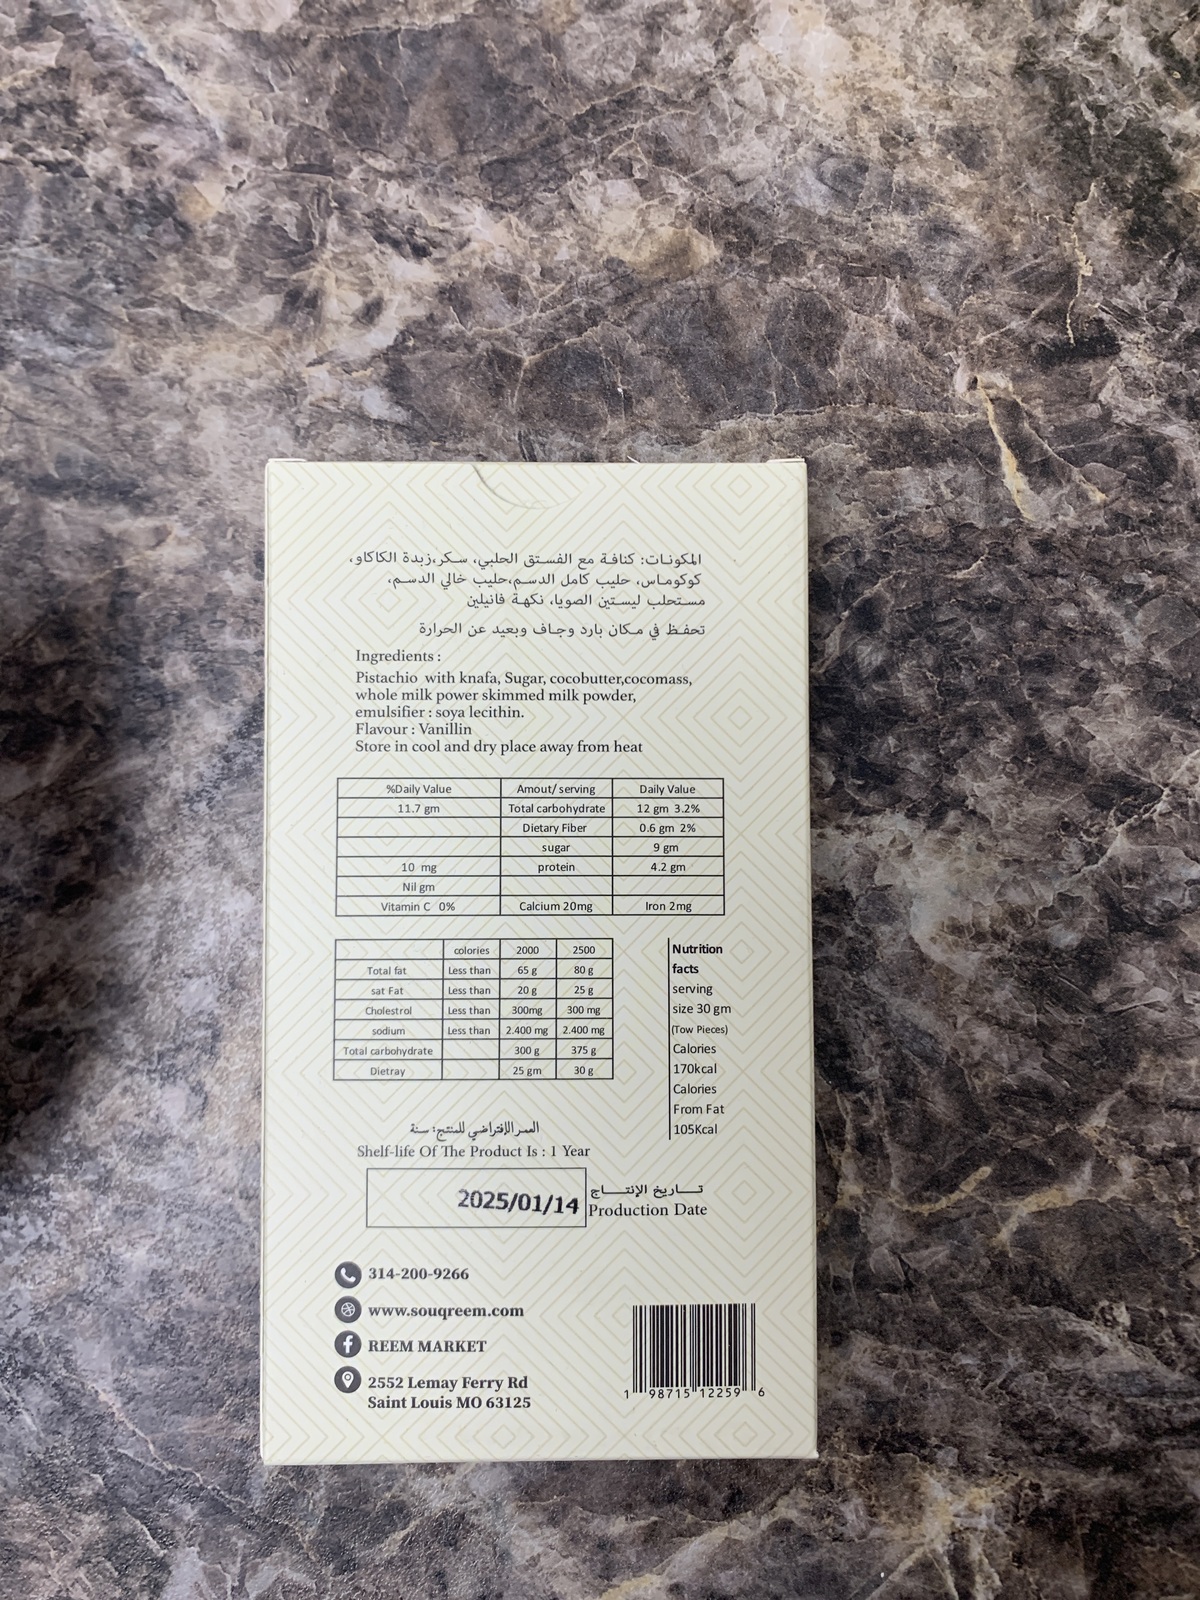 المكونات: كنافة مع الفستق الحلبي، سكر،زبدة الكاكاو،
كوكوماس، حليب كامل الدسم،حليب خالي الدسم،
مستحلب ليستين الصويا، نكهة فانيلين
تحفظ في مكان بارد وجاف وبعيد عن الحرارة
Ingredients :
Pistachio with knafa, Sugar, cocobutter,cocomass,
whole milk power skimmed milk powder,
emulsifier : soya lecithin.
Flavour : Vanillin
Store in cool and dry place away from heat
%Daily Value Amout/ serving Daily Value
11.7 gm Total carbohydrate 12 gm 3.2%
Dietary Fiber 0.6 gm 2%
sugar 9 gm
10 mg protein 4.2 gm
Nil gm
Vitamin C 0% Calcium 20mg Iron 2mg
colories 2000 2500
Total fat Less than 65 g 80 g
sat Fat Less than 20 g 25 g
Cholestrol Less than 300mg 300 mg
sodium Less than 2.400 mg 2.400 mg
Total carbohydrate 300 g 375 g
Dietray 25 gm 30 g
Nutrition
facts
serving
size 30 gm
(Tow Pieces)
Calories
170kcal
Calories
From Fat
105Kcal
العمر الإفتراضي للمنتج: سنة
Shelf-life Of The Product Is : 1 Year
تاريخ الإنتاج
2025/01/14 Production Date
314-200-9266
www.souqreem.com
REEM MARKET
2552 Lemay Ferry Rd
Saint Louis MO 63125
1 98715 12259 6